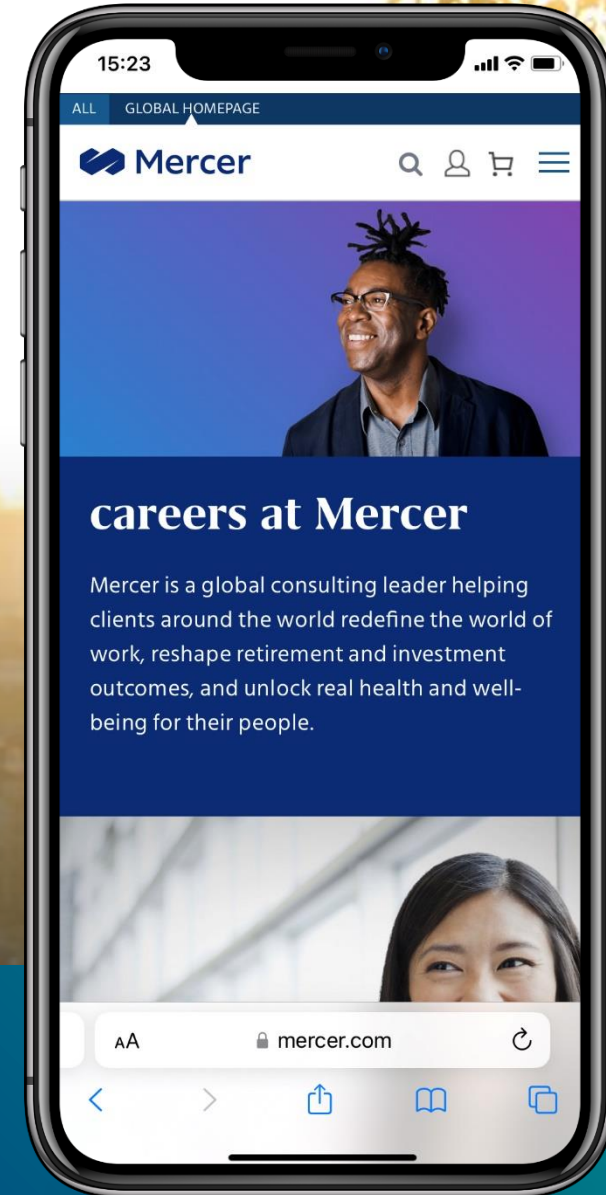 15:23
ALL GLOBAL HOMEPAGE
Mercer
careers at Mercer
Mercer is a global consulting leader helping
clients around the world redefine the world of
work, reshape retirement and investment
outcomes, and unlock real health and well-
being for their people.
AA mercer.com